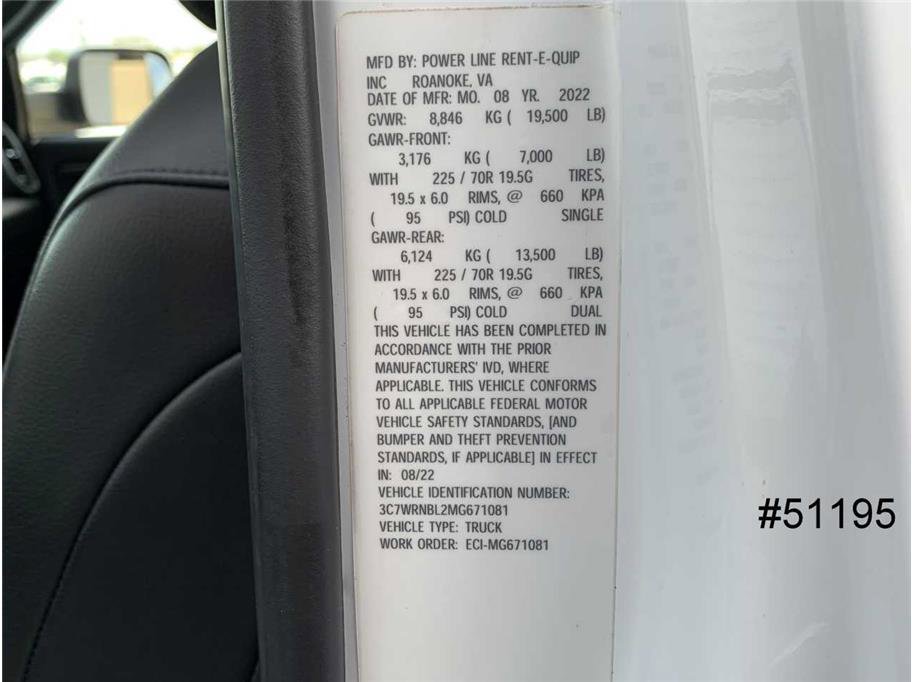 MFD BY: POWER LINE RENT-E-QUIP
INC ROANOKE, VA
DATE OF MFR: MO. 08 YR. 2022
GVWR: 8,846 KG ( 19,500 LB)
GAWR-FRONT:
3,176 KG ( 7,000 LB)
WITH 225 / 70R 19.5G TIRES,
19.5 x 6.0 RIMS, @ 660 KPA
( 95 PSI) COLD SINGLE
GAWR-REAR:
6,124 KG ( 13,500 LB)
WITH 225 / 70R 19.5G TIRES,
19.5 x 6.0 RIMS, @ 660 KPA
( 95 PSI) COLD DUAL
THIS VEHICLE HAS BEEN COMPLETED IN
ACCORDANCE WITH THE PRIOR
MANUFACTURERS' IVD, WHERE
APPLICABLE. THIS VEHICLE CONFORMS
TO ALL APPLICABLE FEDERAL MOTOR
VEHICLE SAFETY STANDARDS, [AND
BUMPER AND THEFT PREVENTION
STANDARDS, IF APPLICABLE] IN EFFECT
IN: 08/22
VEHICLE IDENTIFICATION NUMBER:
3C7WRNBL2MG671081
VEHICLE TYPE: TRUCK
WORK ORDER: ECI-MG671081
#51195